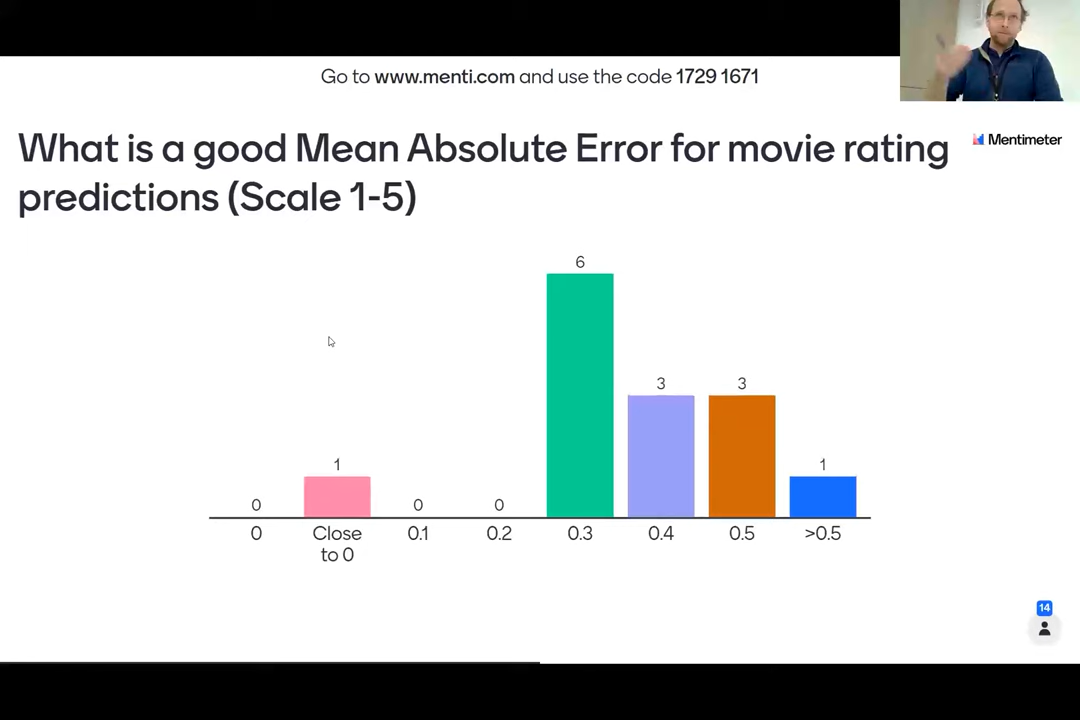 Go to www.menti.com and use the code 1729 1671
What is a good Mean Absolute Error for movie rating
predictions (Scale 1-5)
Mentimeter
6
3 3
1 1
0 0 0
0 Close to 0 0.1 0.2 0.3 0.4 0.5 >0.5
14